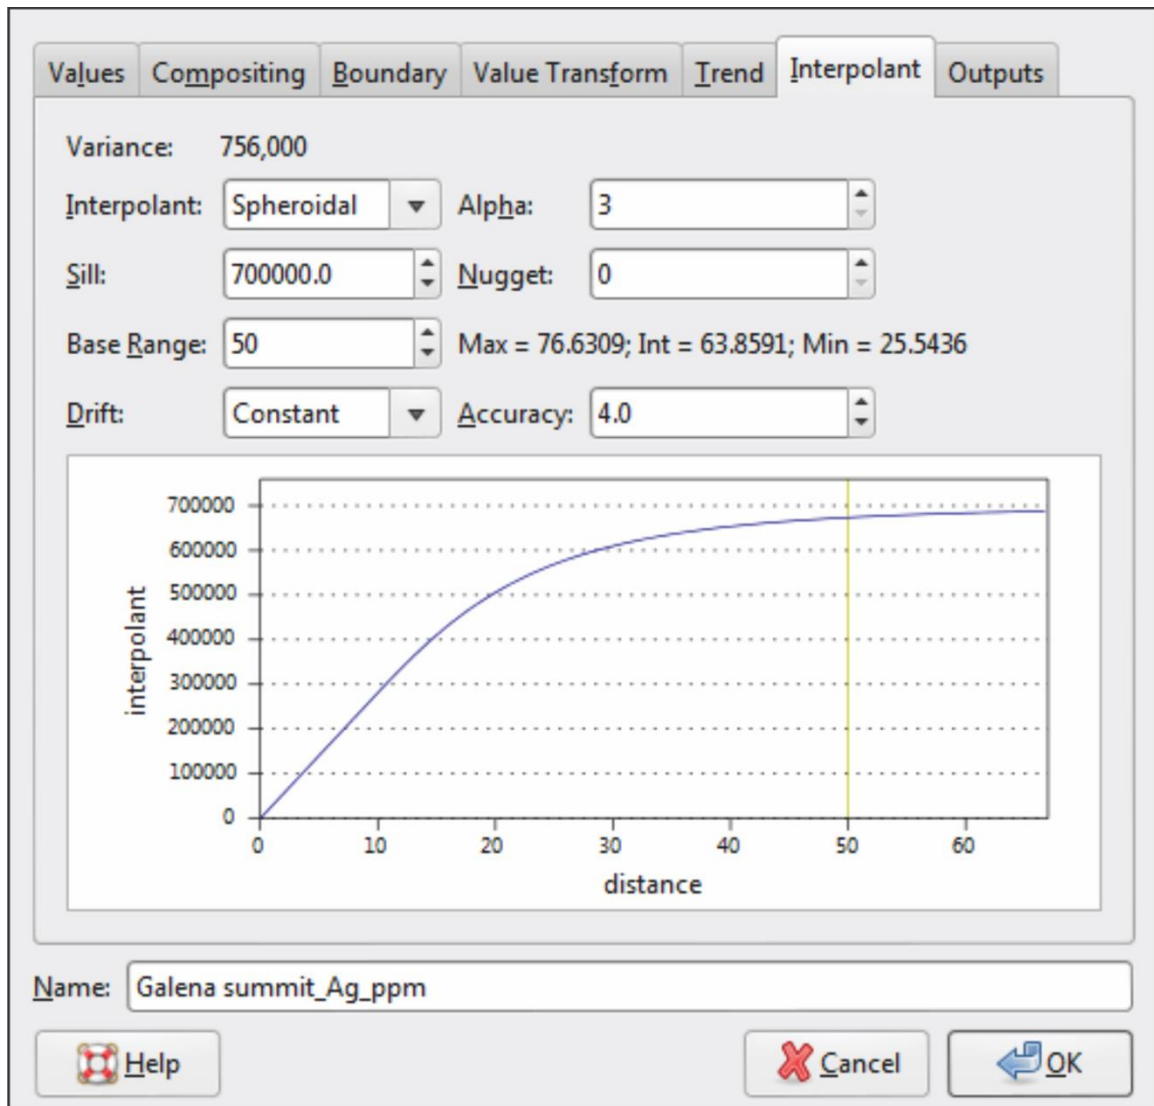 Values Compositing Boundary Value Transform Trend Interpolant Outputs
Variance: 756,000
Interpolant: Spheroidal Alpha: 3
Sill: 700000.0 Nugget: 0
Base Range: 50 Max = 76.6309; Int = 63.8591; Min = 25.5436
Drift: Constant Accuracy: 4.0
700000
600000
500000
400000
300000
200000
100000
0
interpolant
0 10 20 30 40 50 60
distance
Name: Galena summit_Ag_ppm
Help Cancel OK